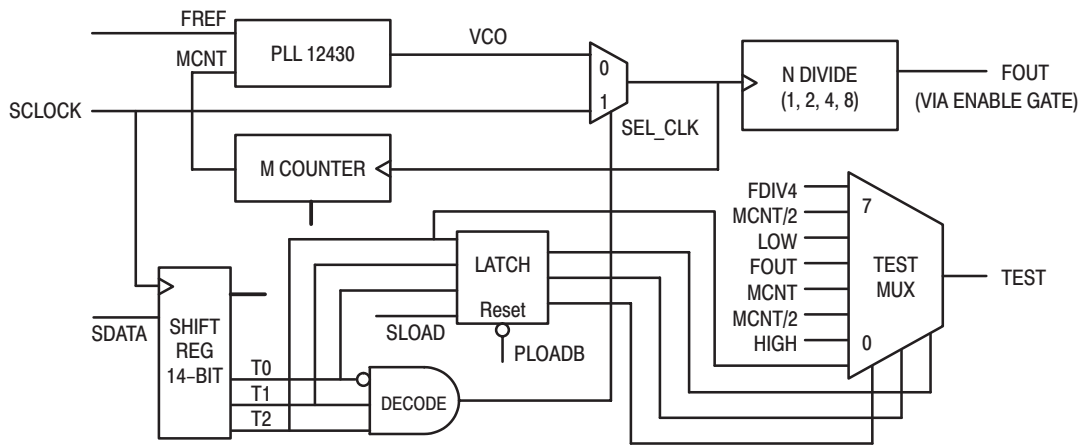 FREF
MCNT
PLL 12430
VCO
SCLOCK
0
1
SEL_CLK
N DIVIDE
(1, 2, 4, 8)
FOUT
(VIA ENABLE GATE)
M COUNTER
SDATA
SHIFT
REG
14–BIT
T0
T1
T2
DECODE
LATCH
Reset
SLOAD
PLOADB
FDIV4
MCNT/2
LOW
FOUT
MCNT
MCNT/2
HIGH
7
TEST
MUX
0
TEST